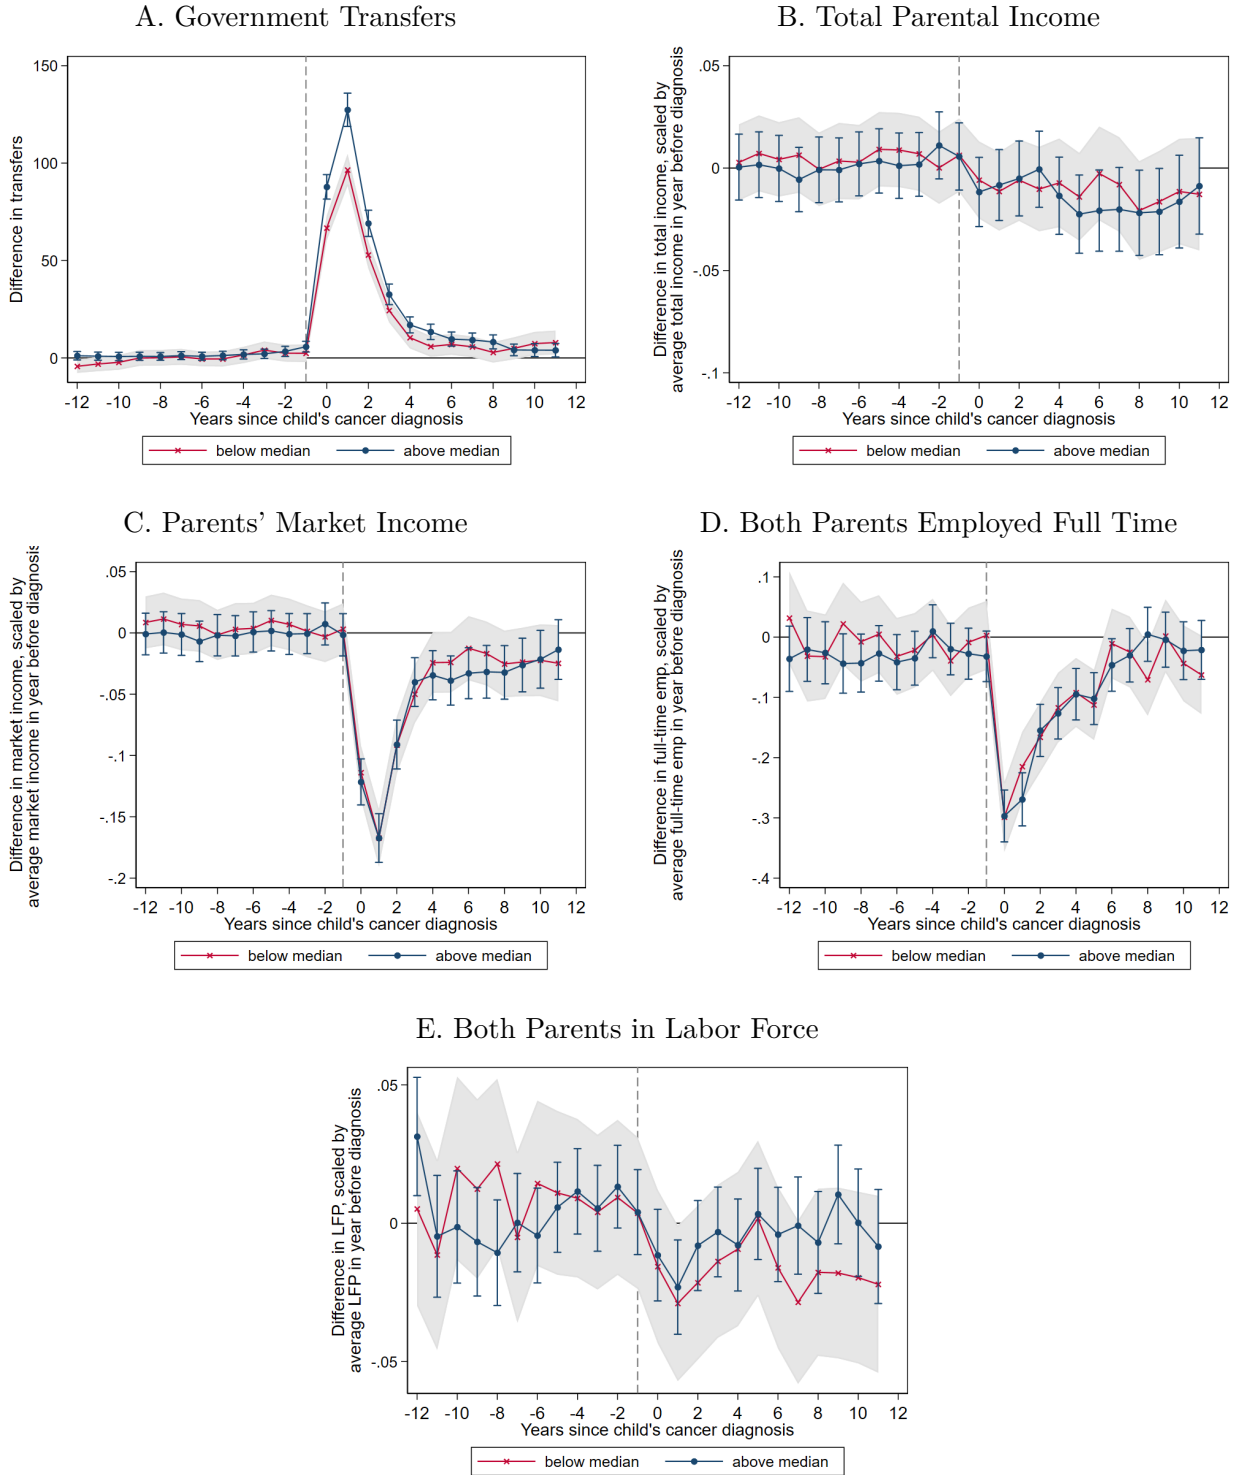 A. Government Transfers
Difference in transfers
150
100
50
0
-12 -10 -8 -6 -4 -2 0 2 4 6 8 10 12
Years since child's cancer diagnosis
below median above median
B. Total Parental Income
Difference in total income, scaled by
average total income in year before diagnosis
.05
0
-.05
-.1
-12 -10 -8 -6 -4 -2 0 2 4 6 8 10 12
Years since child's cancer diagnosis
below median above median
C. Parents' Market Income
Difference in market income, scaled by
average market income in year before diagnosis
.05
0
-.05
-.1
-.15
-.2
-12 -10 -8 -6 -4 -2 0 2 4 6 8 10 12
Years since child's cancer diagnosis
below median above median
D. Both Parents Employed Full Time
Difference in full-time emp, scaled by
average full-time emp in year before diagnosis
.1
0
-.1
-.2
-.3
-.4
-12 -10 -8 -6 -4 -2 0 2 4 6 8 10 12
Years since child's cancer diagnosis
below median above median
E. Both Parents in Labor Force
Difference in LFP, scaled by
average LFP in year before diagnosis
.05
0
-.05
-12 -10 -8 -6 -4 -2 0 2 4 6 8 10 12
Years since child's cancer diagnosis
below median above median